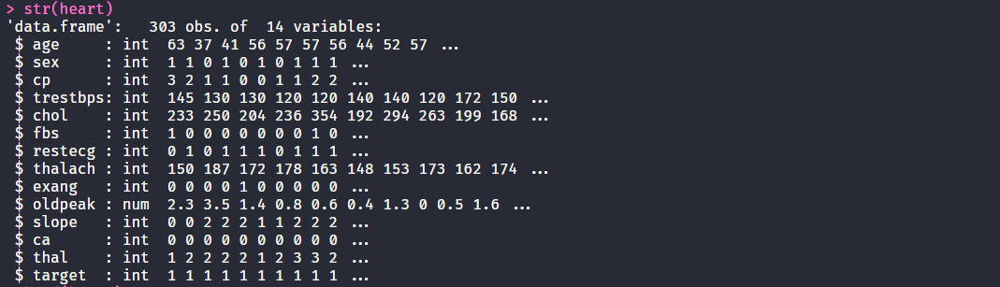 > str(heart)
'data.frame':   303 obs. of  14 variables:
 $ age     : int  63 37 41 56 57 57 56 44 52 57 ...
 $ sex     : int  1 1 0 1 0 1 0 1 1 1 ...
 $ cp      : int  3 2 1 1 0 0 1 1 2 2 ...
 $ trestbps: int  145 130 130 120 120 140 140 120 172 150 ...
 $ chol    : int  233 250 204 236 354 192 294 263 199 168 ...
 $ fbs     : int  1 0 0 0 0 0 0 0 1 0 ...
 $ restecg : int  0 1 0 1 1 1 0 1 1 1 ...
 $ thalach : int  150 187 172 178 163 148 153 173 162 174 ...
 $ exang   : int  0 0 0 0 1 0 0 0 0 0 ...
 $ oldpeak : num  2.3 3.5 1.4 0.8 0.6 0.4 1.3 0 0.5 1.6 ...
 $ slope   : int  0 0 2 2 2 1 1 2 2 2 ...
 $ ca      : int  0 0 0 0 0 0 0 0 0 0 ...
 $ thal    : int  1 2 2 2 2 1 2 3 3 2 ...
 $ target  : int  1 1 1 1 1 1 1 1 1 1 ...